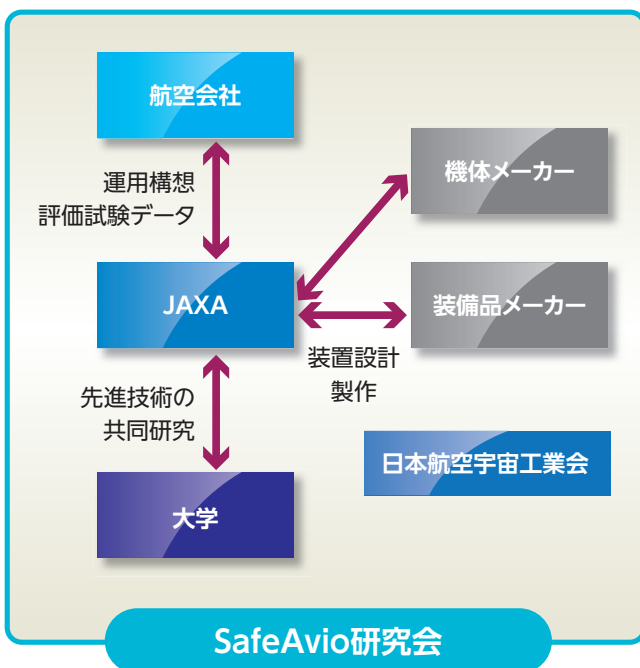 航空会社
運用構想
評価試験データ
機体メーカー
JAXA
装備品メーカー
装置設計
製作
先進技術の
共同研究
日本航空宇宙工業会
大学
SafeAvio研究会